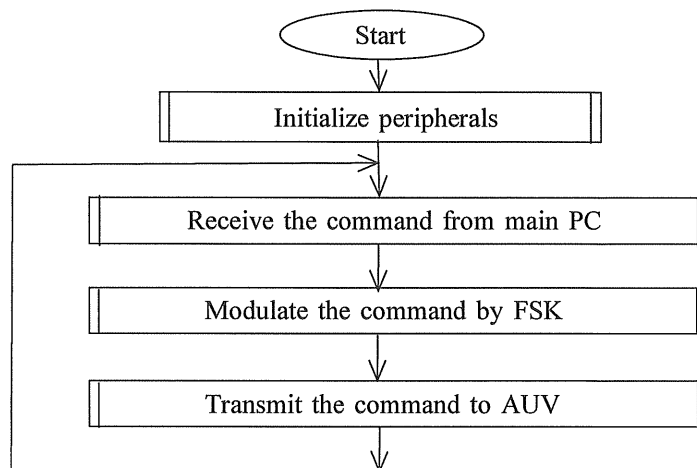 Start
Initialize peripherals
Receive the command from main PC
Modulate the command by FSK
Transmit the command to AUV